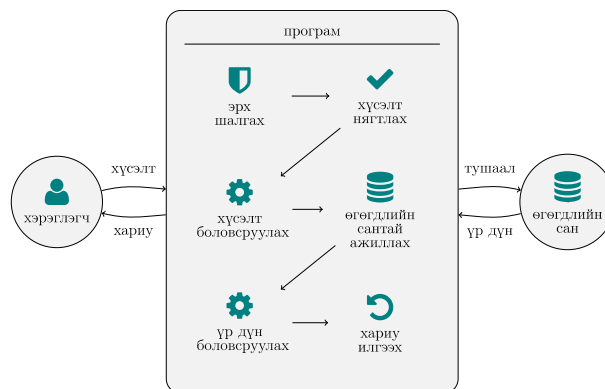 програм
эрх
шалгах
хүсэлт
нягтлах
хүсэлт
хариу
хэрэглэгч
хүсэлт
боловсруулах
өгөгдлийн
сантай
ажиллах
тушаал
үр дүн
өгөгдлийн
сан
үр дүн
боловсруулах
хариу
илгээх